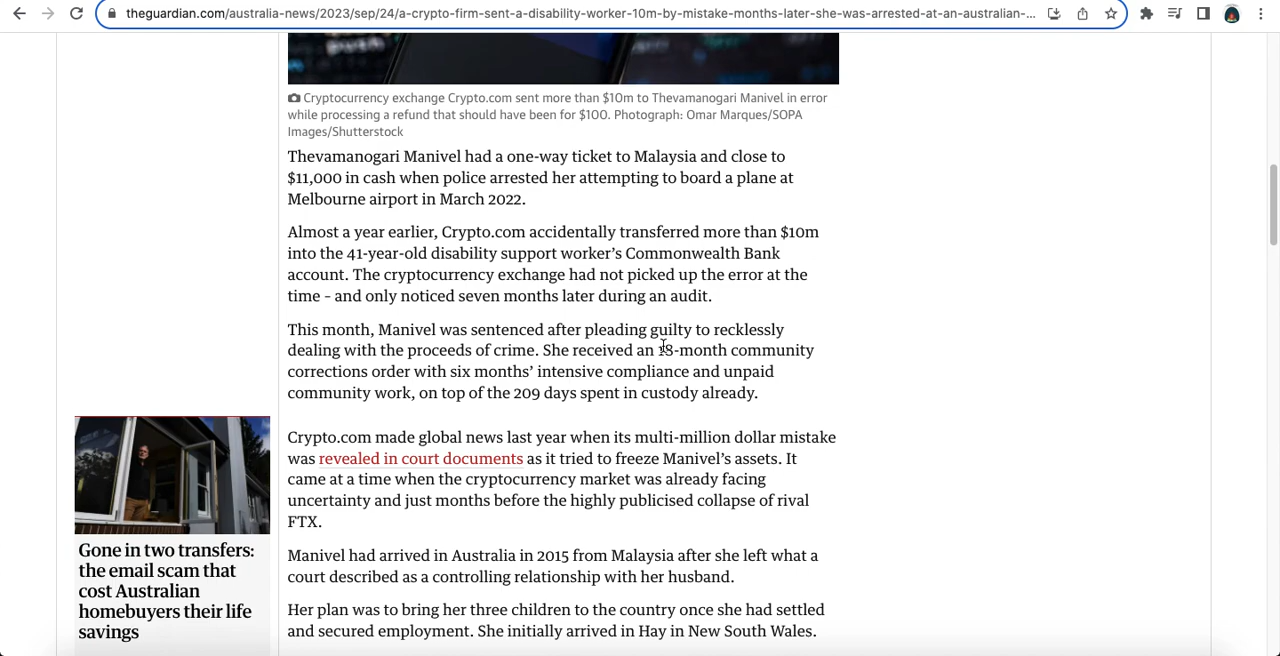 theguardian.com/australia-news/2023/sep/24/a-crypto-firm-sent-a-disability-worker-10m-by-mistake-months-later-she-was-arrested-at-an-australian-...
Cryptocurrency exchange Crypto.com sent more than $10m to Thevamanogari Manivel in error
while processing a refund that should have been for $100. Photograph: Omar Marques/SOPA
Images/Shutterstock
Thevamanogari Manivel had a one-way ticket to Malaysia and close to
$11,000 in cash when police arrested her attempting to board a plane at
Melbourne airport in March 2022.
Almost a year earlier, Crypto.com accidentally transferred more than $10m
into the 41-year-old disability support worker's Commonwealth Bank
account. The cryptocurrency exchange had not picked up the error at the
time – and only noticed seven months later during an audit.
This month, Manivel was sentenced after pleading guilty to recklessly
dealing with the proceeds of crime. She received an 18-month community
corrections order with six months' intensive compliance and unpaid
community work, on top of the 209 days spent in custody already.
Crypto.com made global news last year when its multi-million dollar mistake
was revealed in court documents as it tried to freeze Manivel's assets. It
came at a time when the cryptocurrency market was already facing
uncertainty and just months before the highly publicised collapse of rival
FTX.
Manivel had arrived in Australia in 2015 from Malaysia after she left what a
court described as a controlling relationship with her husband.
Her plan was to bring her three children to the country once she had settled
and secured employment. She initially arrived in Hay in New South Wales.
Gone in two transfers:
the email scam that
cost Australian
homebuyers their life
savings